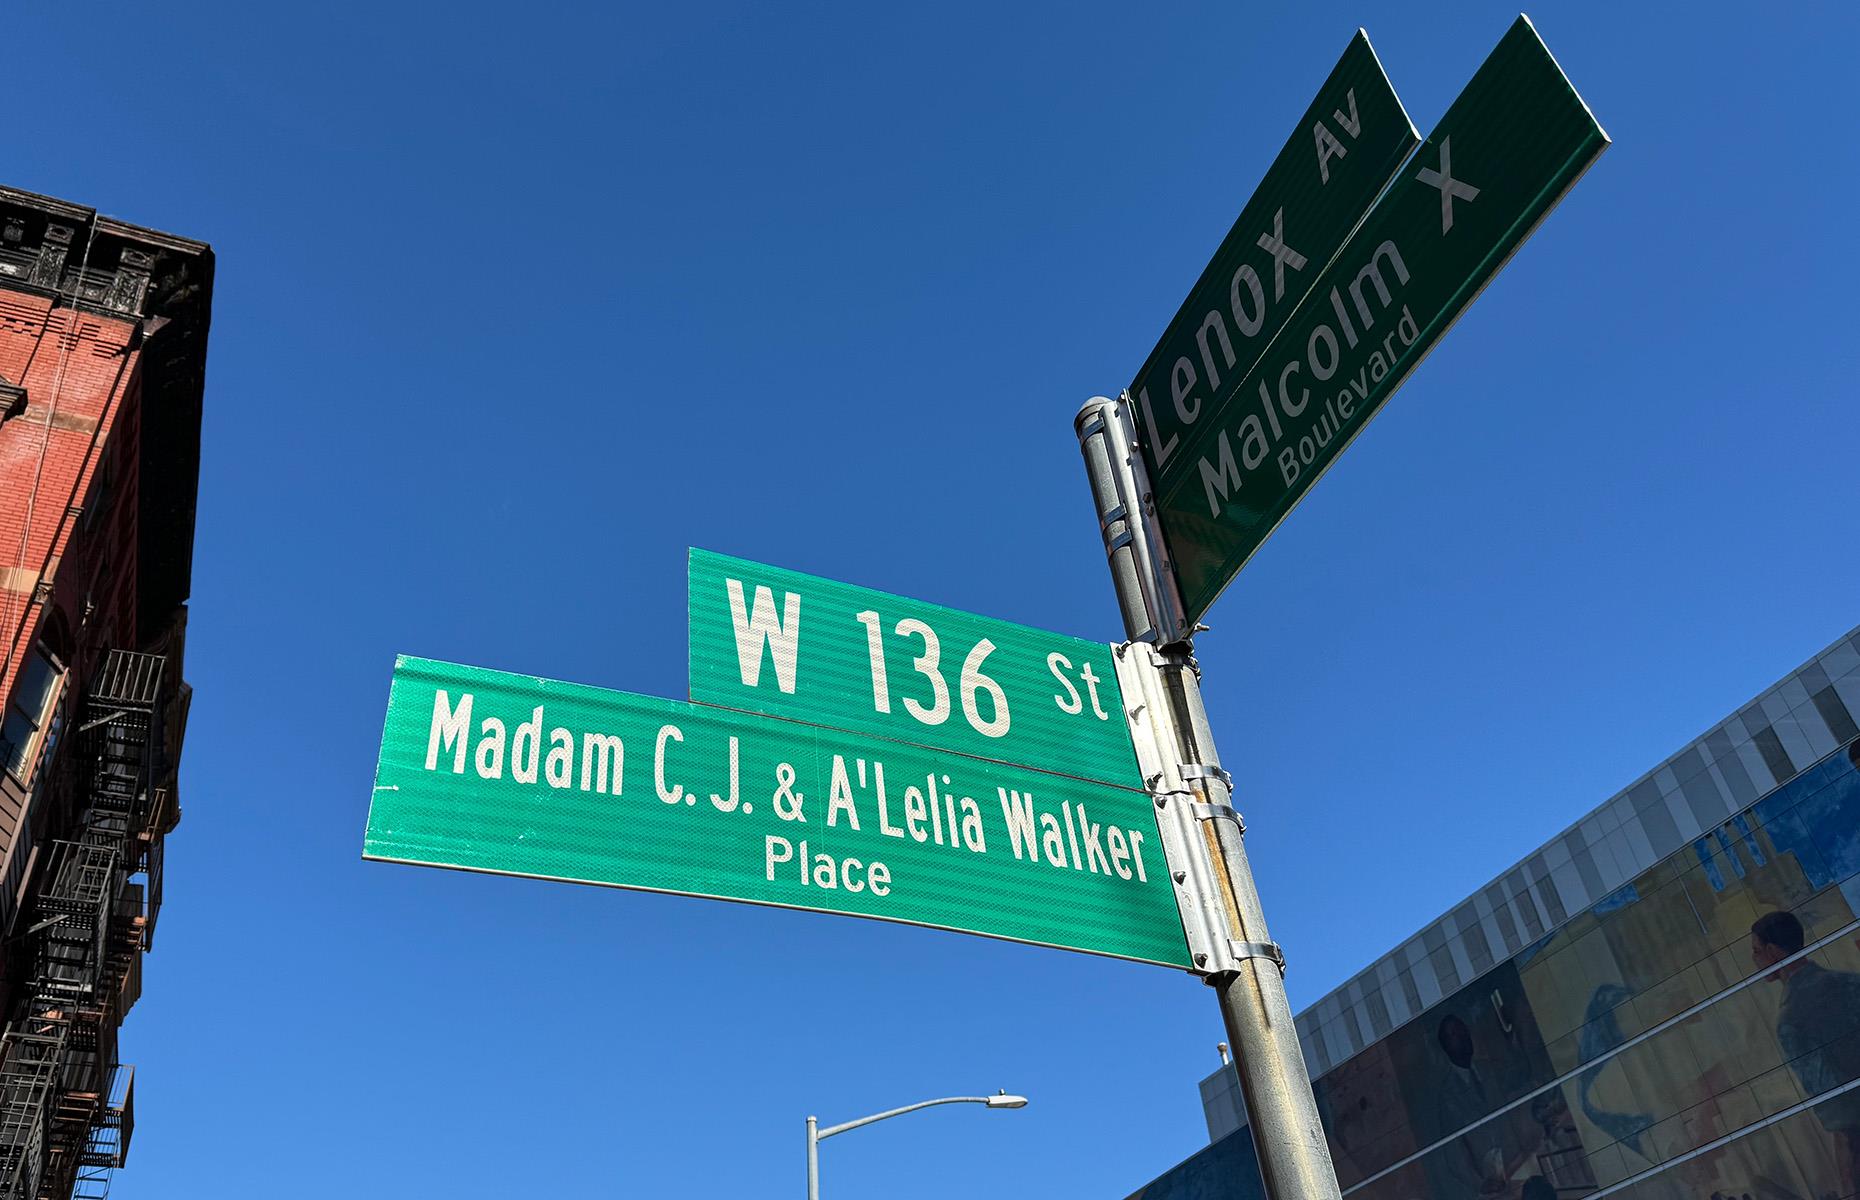 Lenox Av
Malcolm X
Boulevard
W 136 St
Madam C. J. & A'Lelia Walker
Place